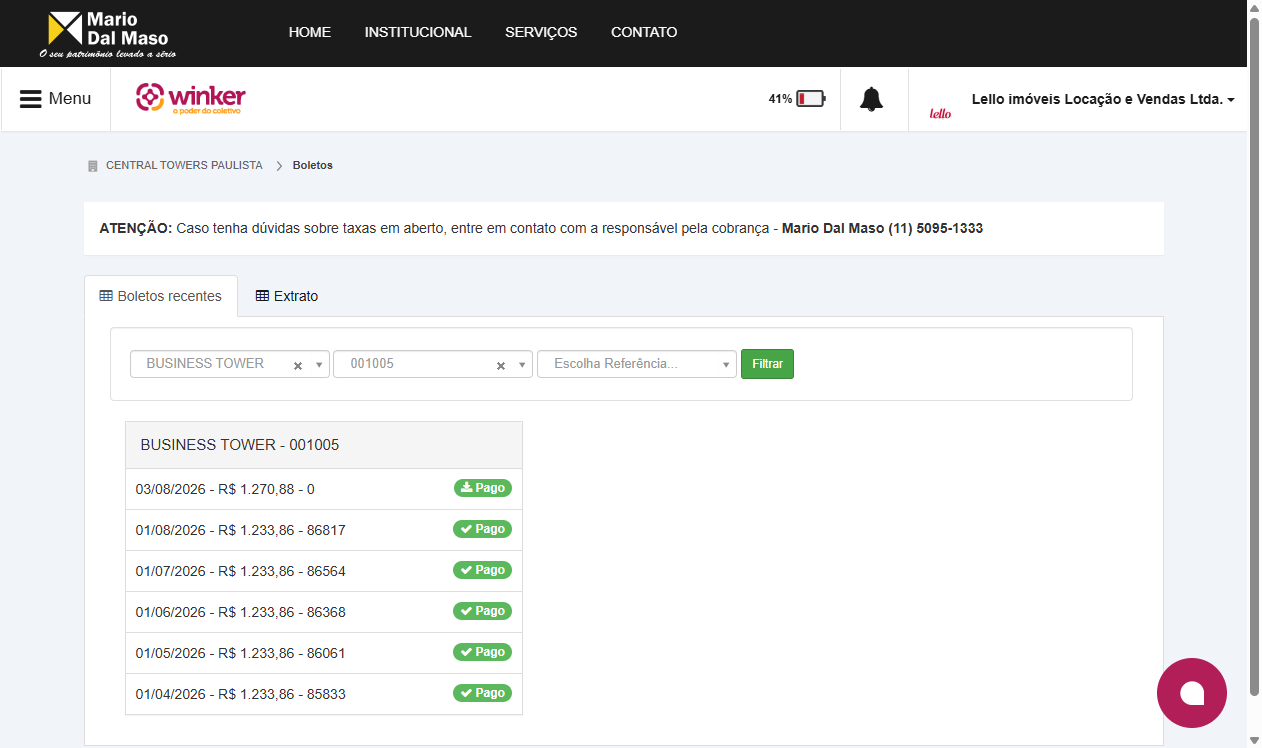 Mario
Dal Maso
O seu patrimônio levado a sério
HOME INSTITUCIONAL SERVIÇOS CONTATO
Menu
winker
o poder do coletivo
41%
lello
Lello imóveis Locação e Vendas Ltda.
CENTRAL TOWERS PAULISTA > Boletos
ATENÇÃO: Caso tenha dúvidas sobre taxas em aberto, entre em contato com a responsável pela cobrança - Mario Dal Maso (11) 5095-1333
Boletos recentes Extrato
BUSINESS TOWER × 001005 × Escolha Referência... Filtrar
BUSINESS TOWER - 001005
03/08/2026 - R$ 1.270,88 - 0 Pago
01/08/2026 - R$ 1.233,86 - 86817 Pago
01/07/2026 - R$ 1.233,86 - 86564 Pago
01/06/2026 - R$ 1.233,86 - 86368 Pago
01/05/2026 - R$ 1.233,86 - 86061 Pago
01/04/2026 - R$ 1.233,86 - 85833 Pago